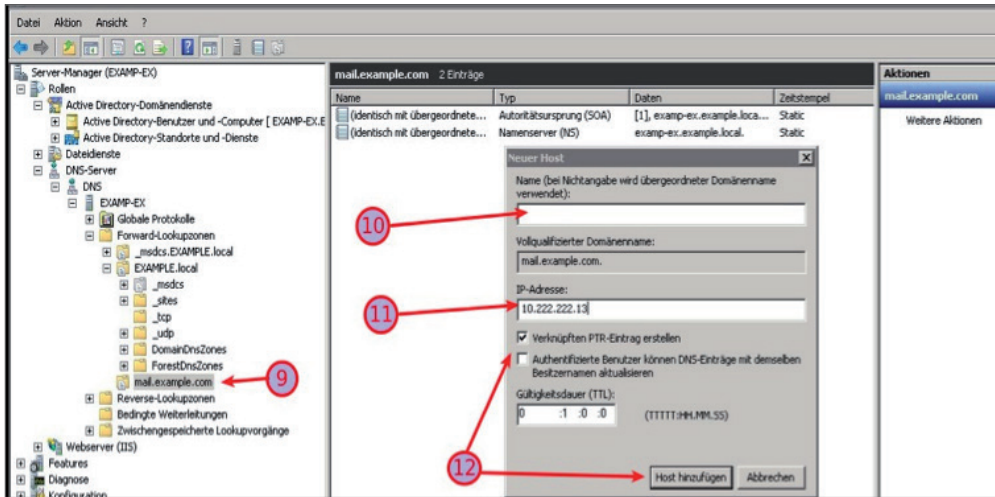 Datei Aktion Ansicht ?
Server-Manager (EXAMP-EX)
Rollen
Active Directory-Domänendienste
Active Directory-Benutzer und -Computer [ EXAMP-EX.E
Active Directory-Standorte und -Dienste
Dateidienste
DNS-Server
DNS
EXAMP-EX
Globale Protokolle
Forward-Lookupzonen
_msdcs.EXAMPLE.local
EXAMPLE.local
_msdcs
_sites
_tcp
_udp
DomainDnsZones
ForestDnsZones
mail.example.com
9
Reverse-Lookupzonen
Bedingte Weiterleitungen
Zwischengespeicherte Lookupvorgänge
Webserver (IIS)
Features
Diagnose
Konfiguration
mail.example.com 2 Einträge
Name Typ Daten Zeitstempel
(identisch mit übergeordnete... Autoritätsursprung (SOA) [1], examp-ex.example.loca... Static
(identisch mit übergeordnete... Namenserver (NS) examp-ex.example.local. Static
Neuer Host
Name (bei Nichtangabe wird übergeordneter Domänenname
verwendet):
10
Vollqualifizierter Domänenname:
mail.example.com.
IP-Adresse:
11
10.222.222.13
Verknüpften PTR-Eintrag erstellen
Authentifizierte Benutzer können DNS-Einträge mit demselben
Besitzernamen aktualisieren
Gültigkeitsdauer (TTL):
0 :1 :0 :0 (TTTTT:HH.MM.SS)
12
Host hinzufügen Abbrechen
Aktionen
mail.example.com
Weitere Aktionen